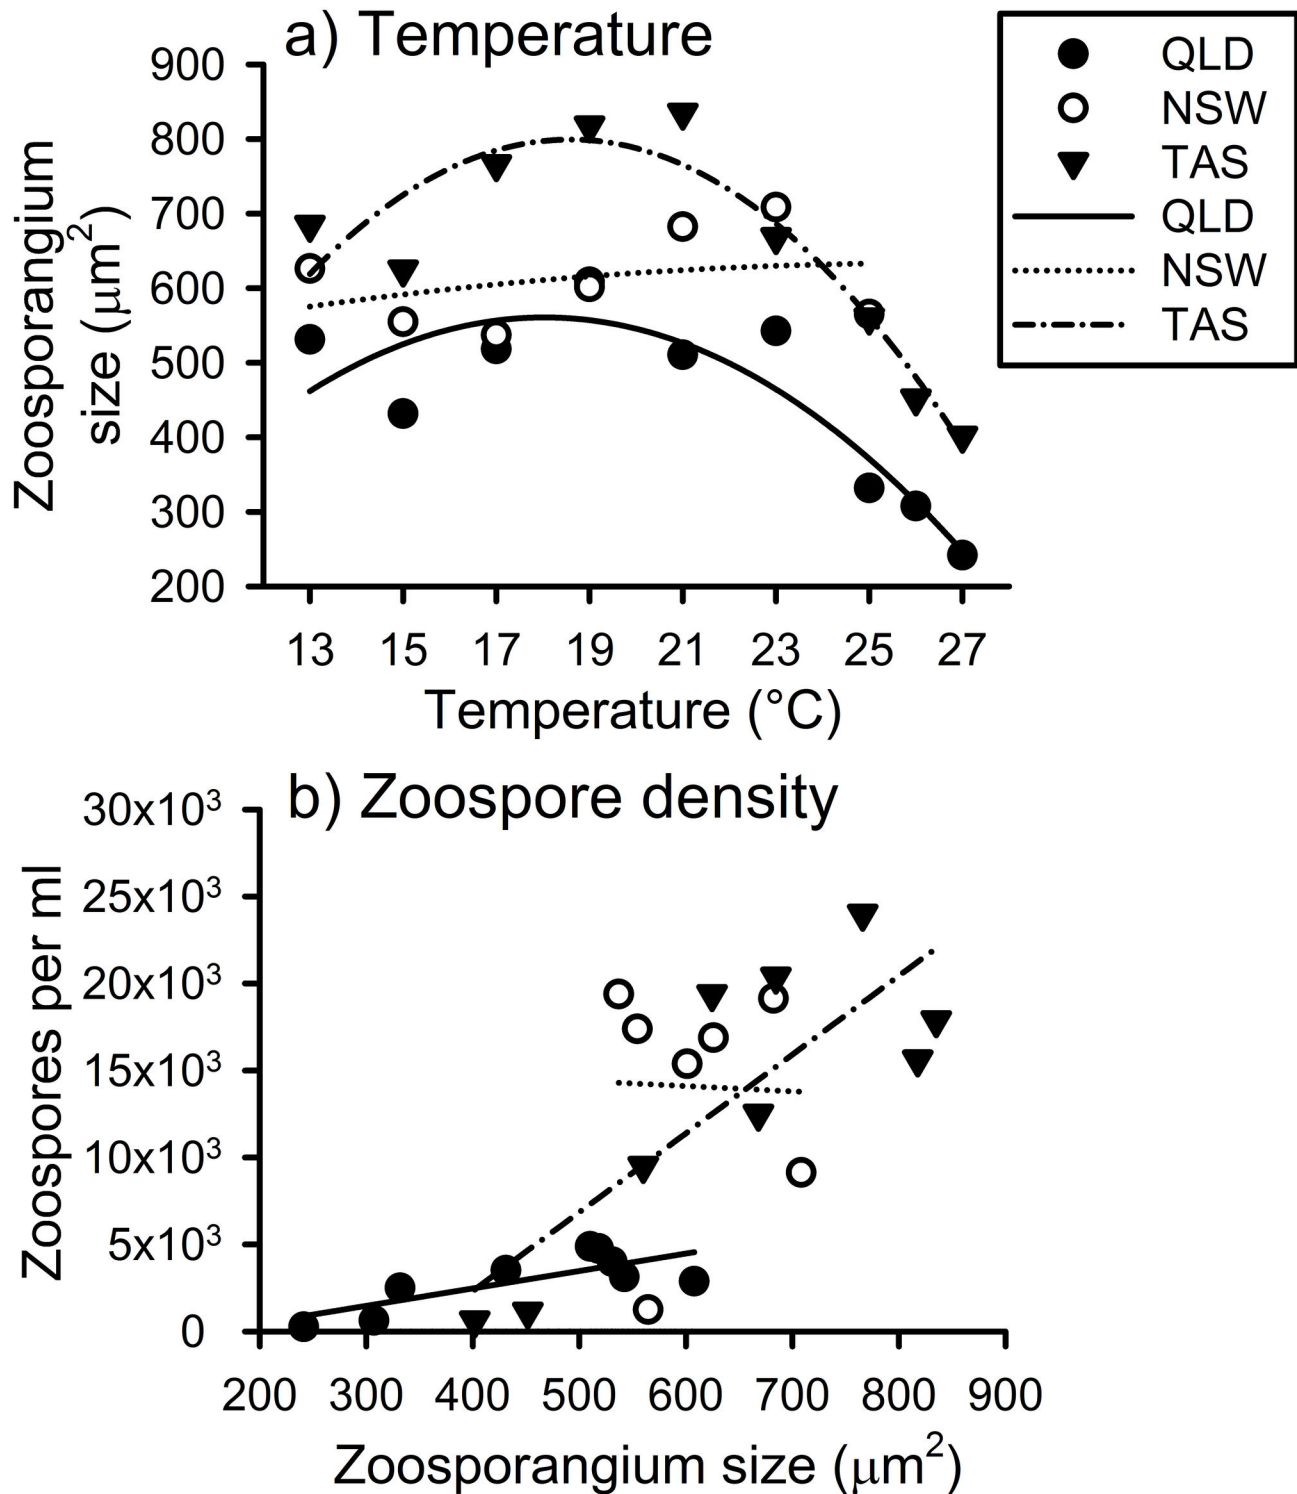 a) Temperature
QLD
NSW
TAS
QLD
NSW
TAS
Zoosporangium
size (μm²)
900
800
700
600
500
400
300
200
13 15 17 19 21 23 25 27
Temperature (°C)
b) Zoospore density
Zoospores per ml
30x10³
25x10³
20x10³
15x10³
10x10³
5x10³
0
200 300 400 500 600 700 800 900
Zoosporangium size (μm²)